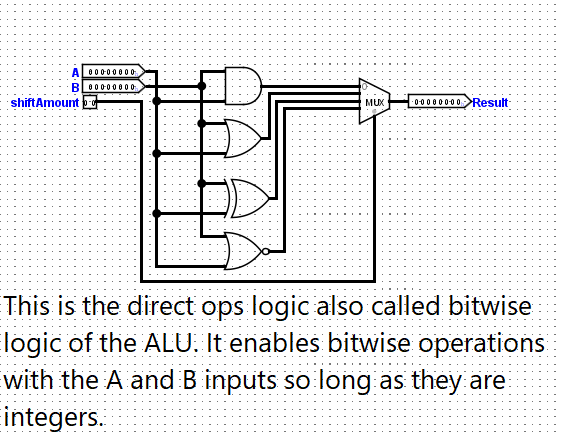 A 00000000
B 00000000
shiftAmount 00
0
MUX
00000000 Result
This is the direct ops logic also called bitwise
logic of the ALU. It enables bitwise operations
with the A and B inputs so long as they are
integers.